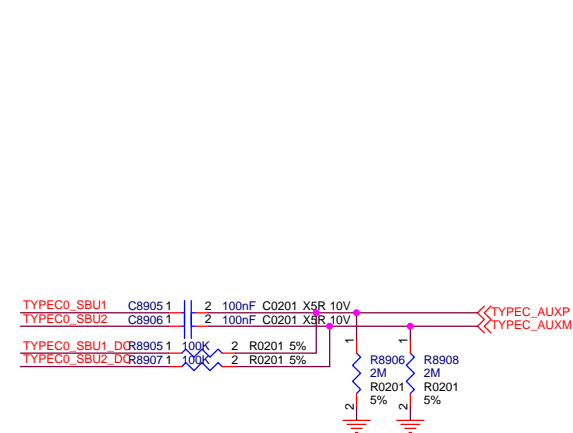 TYPEC0_SBU1 C8905 1 2 100nF C0201 X5R 10V TYPEC_AUXP
TYPEC0_SBU2 C8906 1 2 100nF C0201 X5R 10V TYPEC_AUXM
TYPEC0_SBU1_DC R8905 1 100K 2 R0201 5%
TYPEC0_SBU2_DC R8907 1 100K 2 R0201 5%
1 1
R8906 R8908
2M 2M
R0201 R0201
5% 5%
2 2